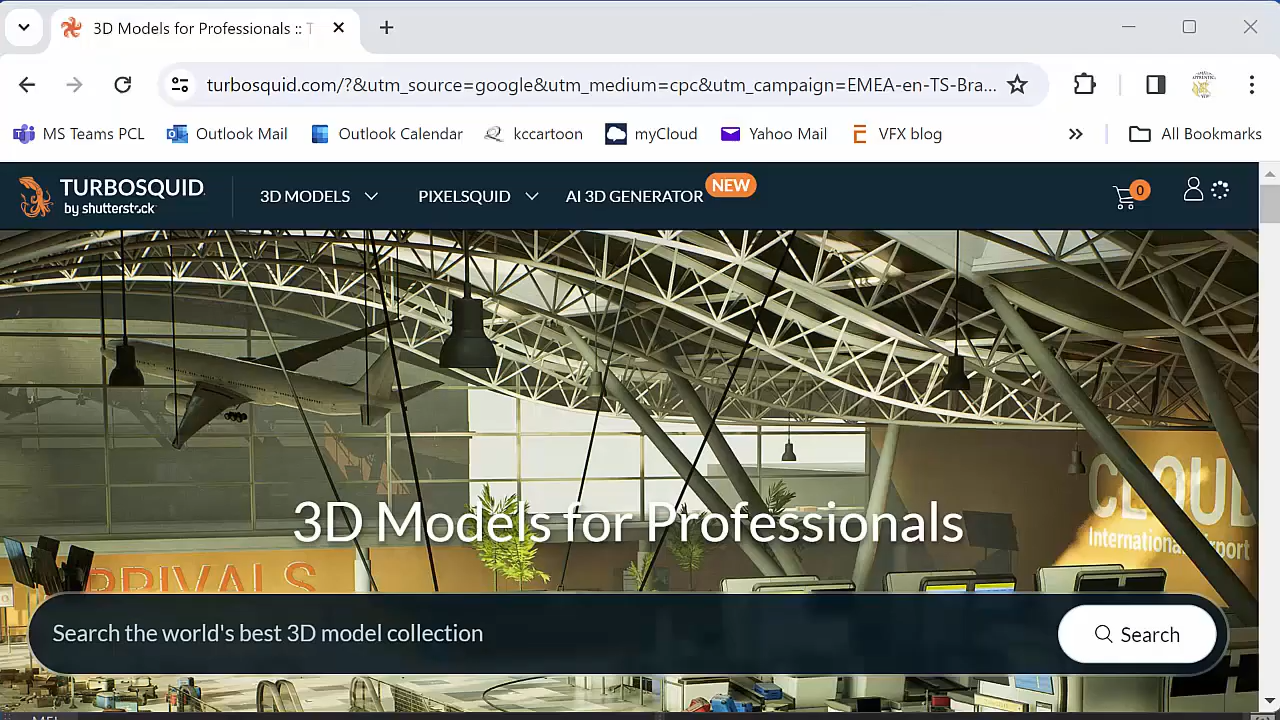 3D Models for Professionals :: T
turbosquid.com/?&utm_source=google&utm_medium=cpc&utm_campaign=EMEA-en-TS-Bra...
MS Teams PCL Outlook Mail Outlook Calendar kccartoon myCloud Yahoo Mail VFX blog » All Bookmarks
TURBOSQUID
by shutterstock
3D MODELS PIXELSQUID AI 3D GENERATOR NEW 0
CLOUD
International Airport
3D Models for Professionals
ARRIVALS
Search the world's best 3D model collection Search